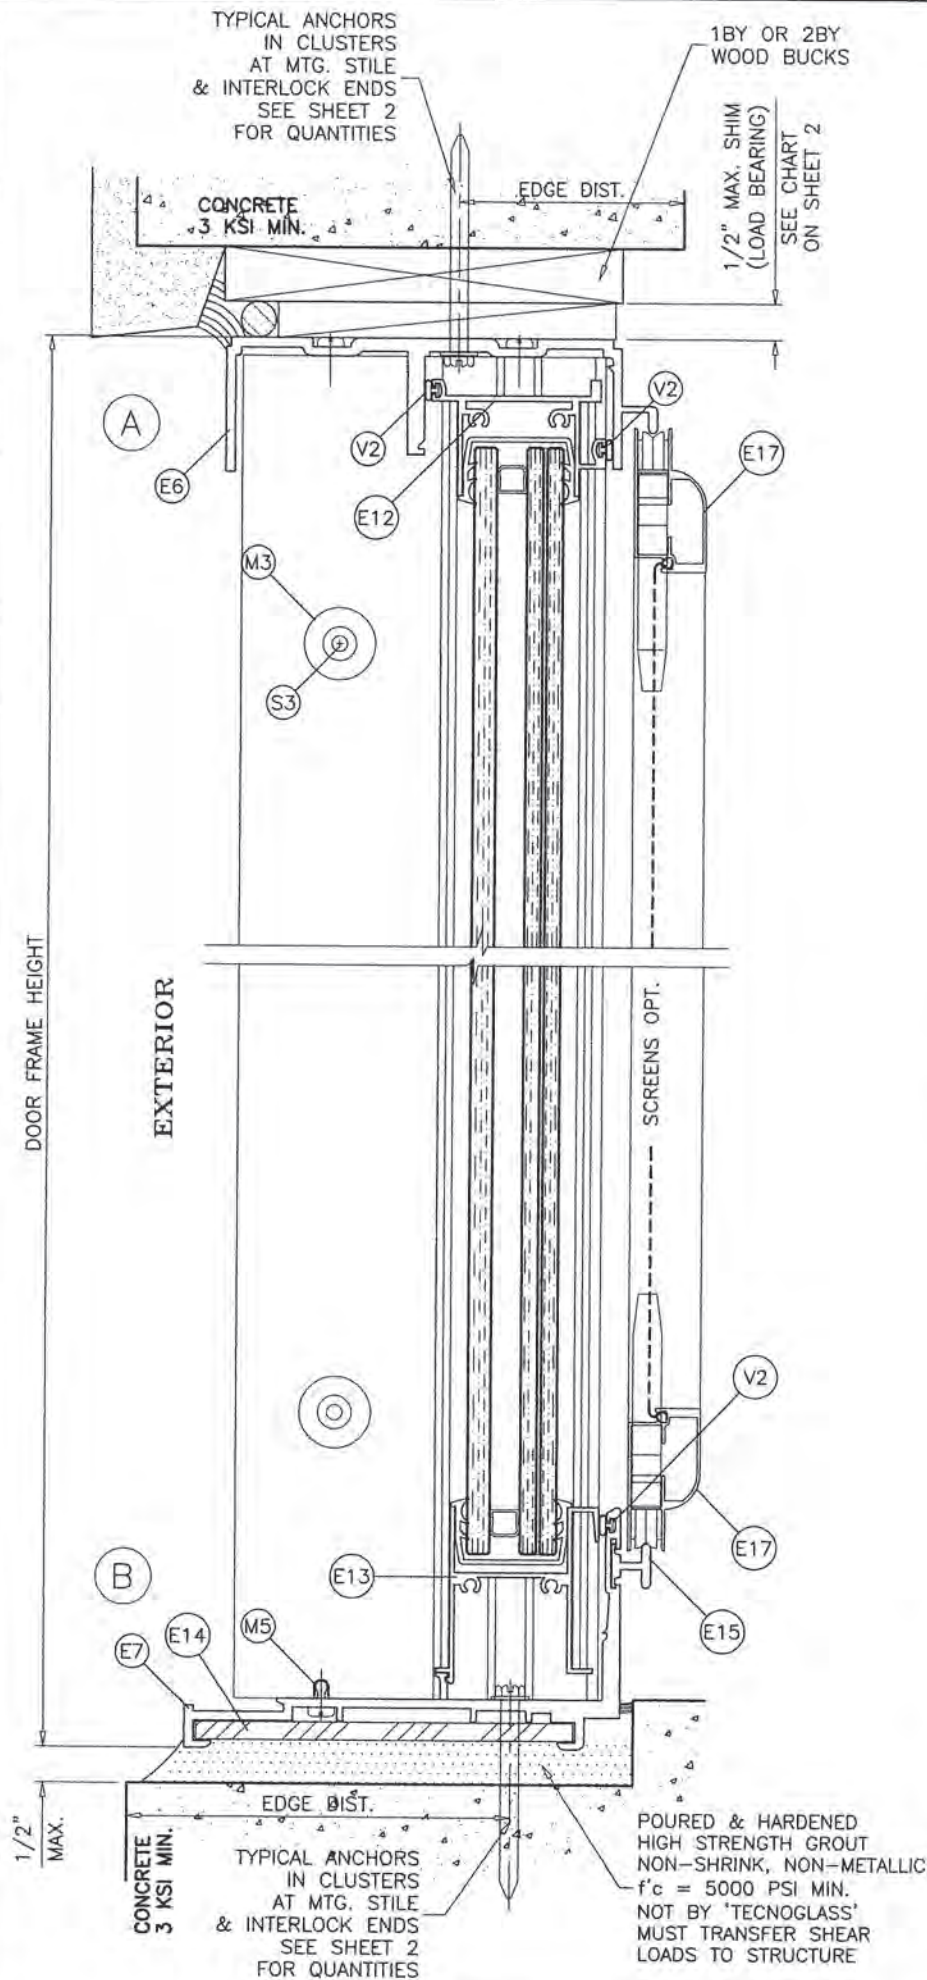 TYPICAL ANCHORS
IN CLUSTERS
AT MTG. STILE
& INTERLOCK ENDS
SEE SHEET 2
FOR QUANTITIES
1BY OR 2BY
WOOD BUCKS
1/2" MAX. SHIM
(LOAD BEARING)
SEE CHART
ON SHEET 2
EDGE DIST.
CONCRETE
3 KSI MIN.
A
E6
V2
E12
V2
E17
M3
S3
DOOR FRAME HEIGHT
EXTERIOR
SCREENS OPT.
V2
E17
E15
B
E13
M5
E14
E7
1/2"
MAX.
CONCRETE
3 KSI MIN.
EDGE DIST.
TYPICAL ANCHORS
IN CLUSTERS
AT MTG. STILE
& INTERLOCK ENDS
SEE SHEET 2
FOR QUANTITIES
POURED & HARDENED
HIGH STRENGTH GROUT
NON-SHRINK, NON-METALLIC
f'c = 5000 PSI MIN.
NOT BY 'TECNOGLASS'
MUST TRANSFER SHEAR
LOADS TO STRUCTURE